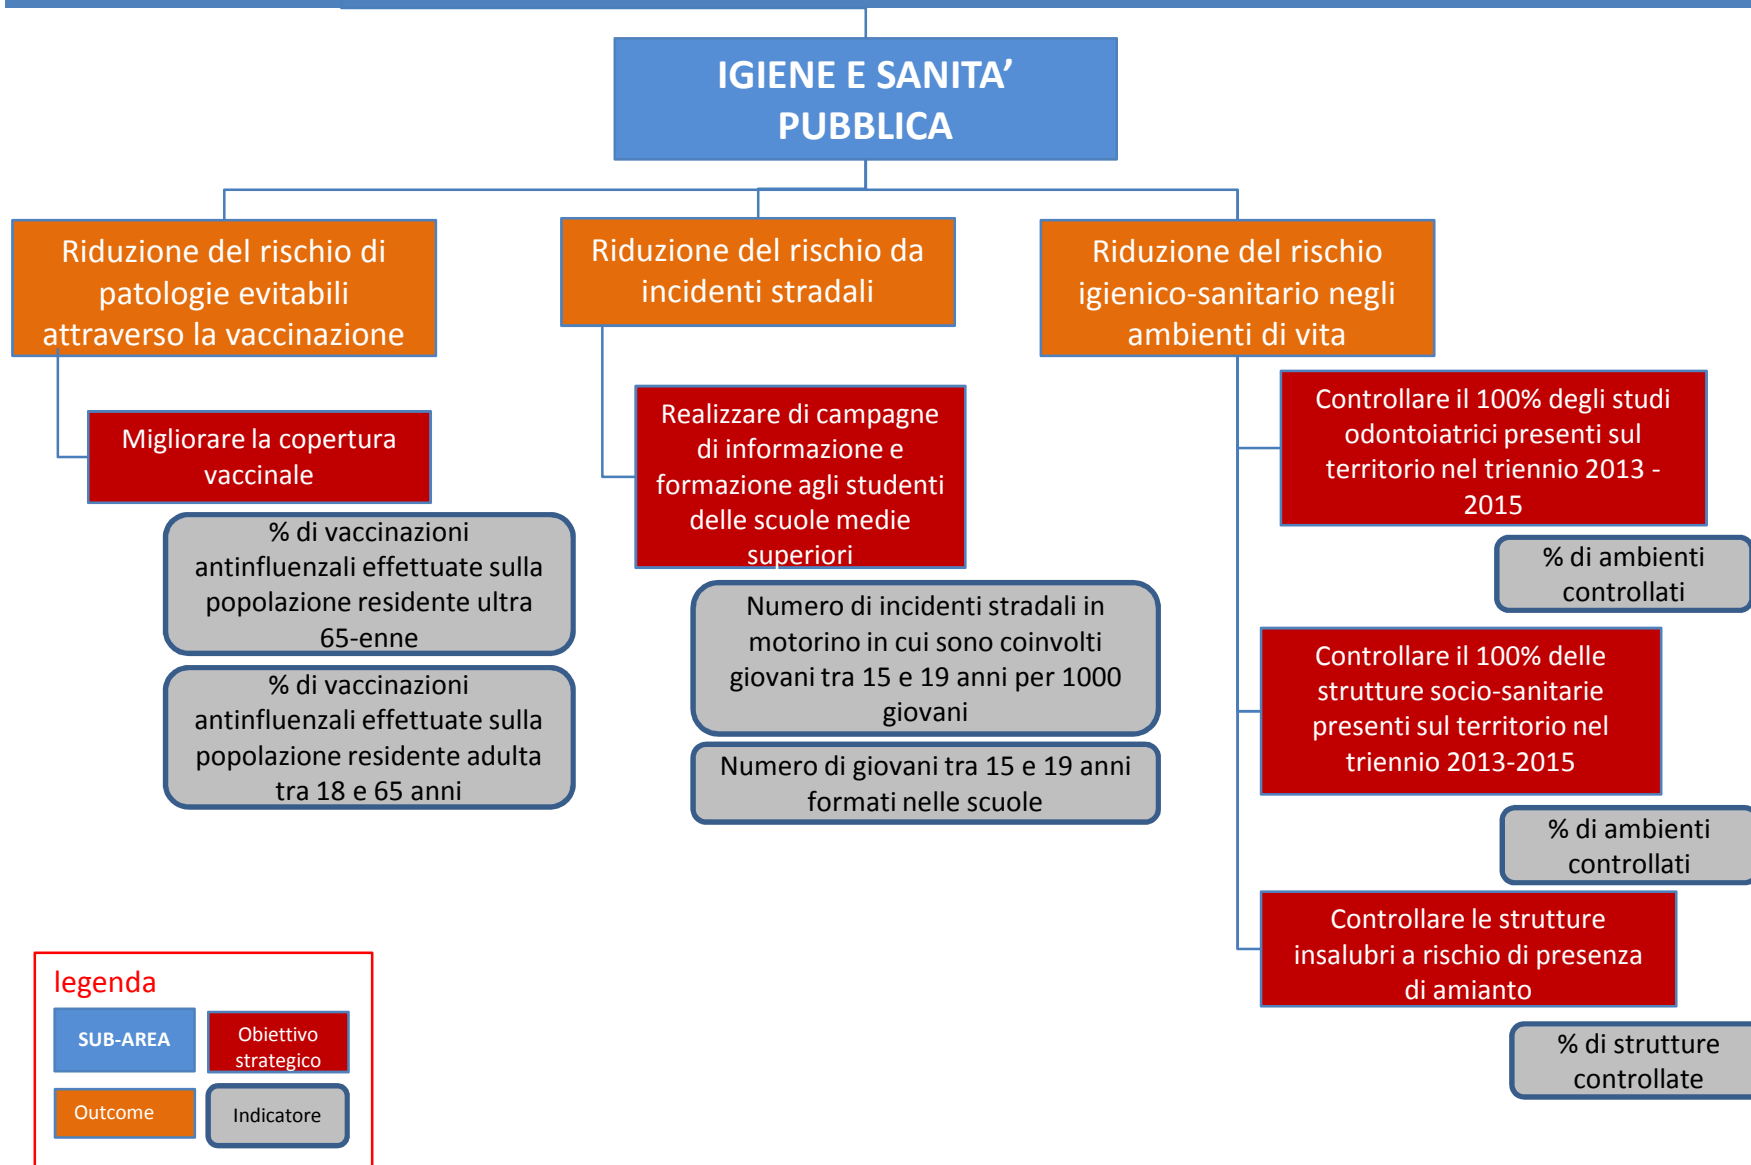 IGIENE E SANITA’
PUBBLICA
Riduzione del rischio di
patologie evitabili
attraverso la vaccinazione
Migliorare la copertura
vaccinale
% di vaccinazioni
antinfluenzali effettuate sulla
popolazione residente ultra
65-enne
% di vaccinazioni
antinfluenzali effettuate sulla
popolazione residente adulta
tra 18 e 65 anni
Riduzione del rischio da
incidenti stradali
Realizzare di campagne
di informazione e
formazione agli studenti
delle scuole medie
superiori
Numero di incidenti stradali in
motorino in cui sono coinvolti
giovani tra 15 e 19 anni per 1000
giovani
Numero di giovani tra 15 e 19 anni
formati nelle scuole
Riduzione del rischio
igienico-sanitario negli
ambienti di vita
Controllare il 100% degli studi
odontoiatrici presenti sul
territorio nel triennio 2013 -
2015
% di ambienti
controllati
Controllare il 100% delle
strutture socio-sanitarie
presenti sul territorio nel
triennio 2013-2015
% di ambienti
controllati
Controllare le strutture
insalubri a rischio di presenza
di amianto
% di strutture
controllate
legenda
SUB-AREA
Obiettivo
strategico
Outcome
Indicatore